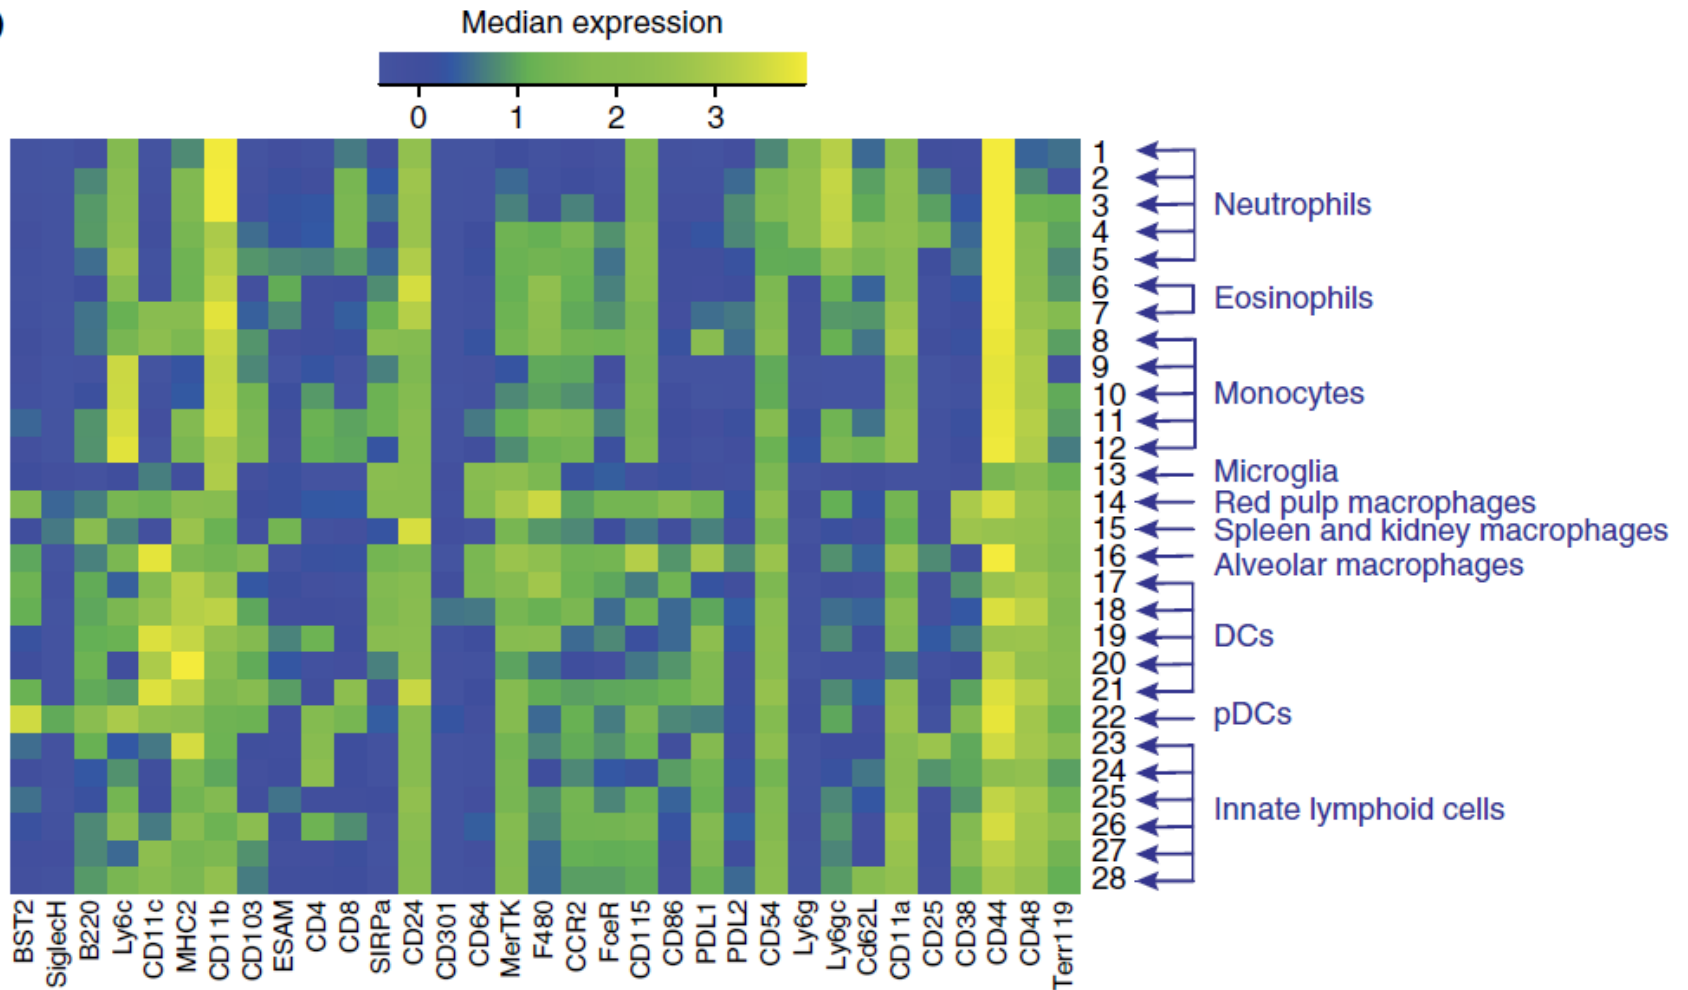 )
Median expression
0 1 2 3
1
2
3
4
5
6
7
8
9
10
11
12
13
14
15
16
17
18
19
20
21
22
23
24
25
26
27
28
Neutrophils
Eosinophils
Monocytes
Microglia
Red pulp macrophages
Spleen and kidney macrophages
Alveolar macrophages
DCs
pDCs
Innate lymphoid cells
BST2
SiglecH
B220
Ly6c
CD11c
MHC2
CD11b
CD103
ESAM
CD4
CD8
SIRPa
CD24
CD301
CD64
MerTK
F480
CCR2
FceR
CD115
CD86
PDL1
PDL2
CD54
Ly6g
Ly6gc
Cd62L
CD11a
CD25
CD38
CD44
CD48
Terr119